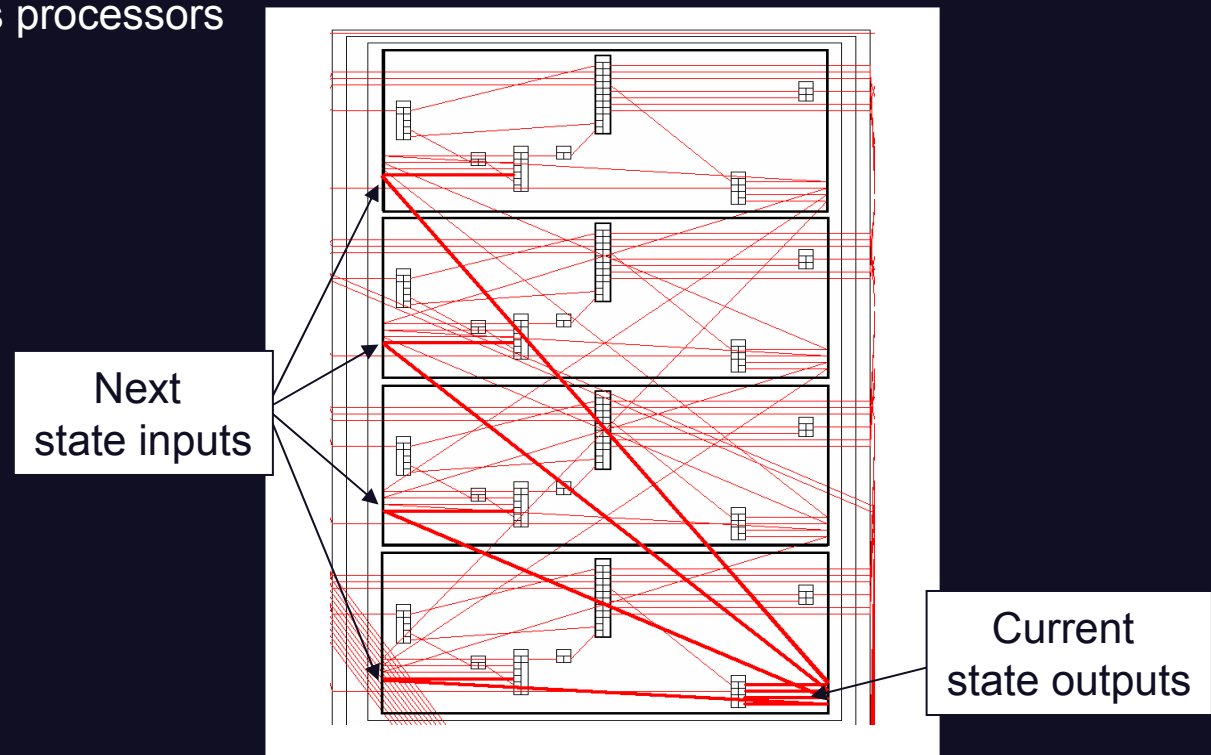 s processors
Next
state inputs
Current
state outputs